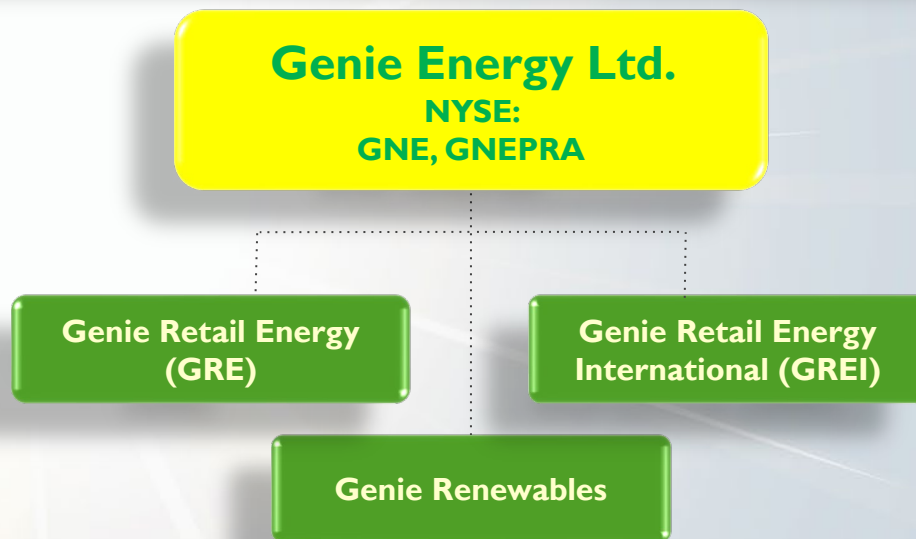 Genie Energy Ltd.
NYSE:
GNE, GNEPRA
Genie Retail Energy
(GRE)
Genie Retail Energy
International (GREI)
Genie Renewables